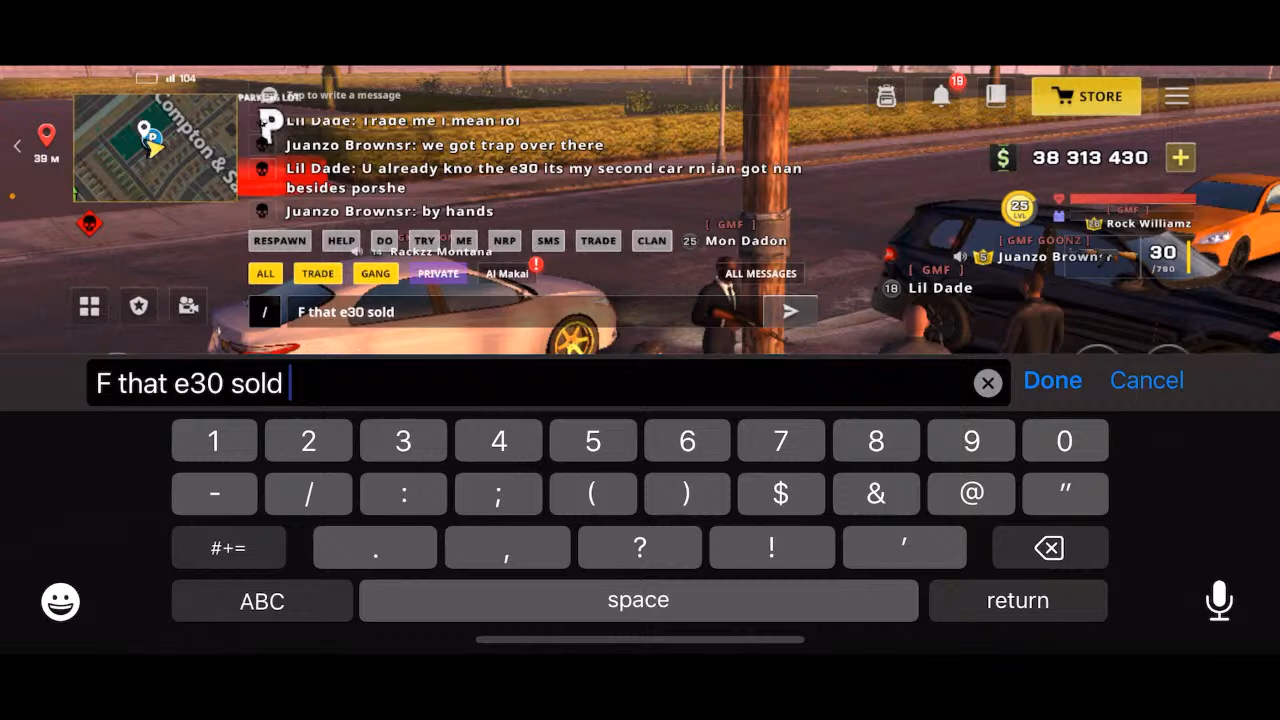 104
Tap to write a message
PARKING LOT
P
Lil Dade: Trade me I mean lol
STORE
39 M
Compton &
Juanzo Brownsr: we got trap over there
$ 38 313 430 +
Lil Dade: U already kno the e30 its my second car rn ian got nan
besides porshe
25
LVL
Juanzo Brownsr: by hands
[ GMF ]
20 Rock Williamz
RESPAWN HELP DO TRY ME NRP SMS TRADE CLAN
[ GMF ]
25 Mon Dadon
14 Rackzz Montana
[ GMF GOONZ ]
5 Juanzo Browns
30
/780
ALL TRADE GANG PRIVATE Al Makai ! ALL MESSAGES
[ GMF ]
18 Lil Dade
/ F that e30 sold
F that e30 sold
Done Cancel
1 2 3 4 5 6 7 8 9 0
- / : ; ( ) $ & @ "
#+= . , ? ! ′
ABC space return